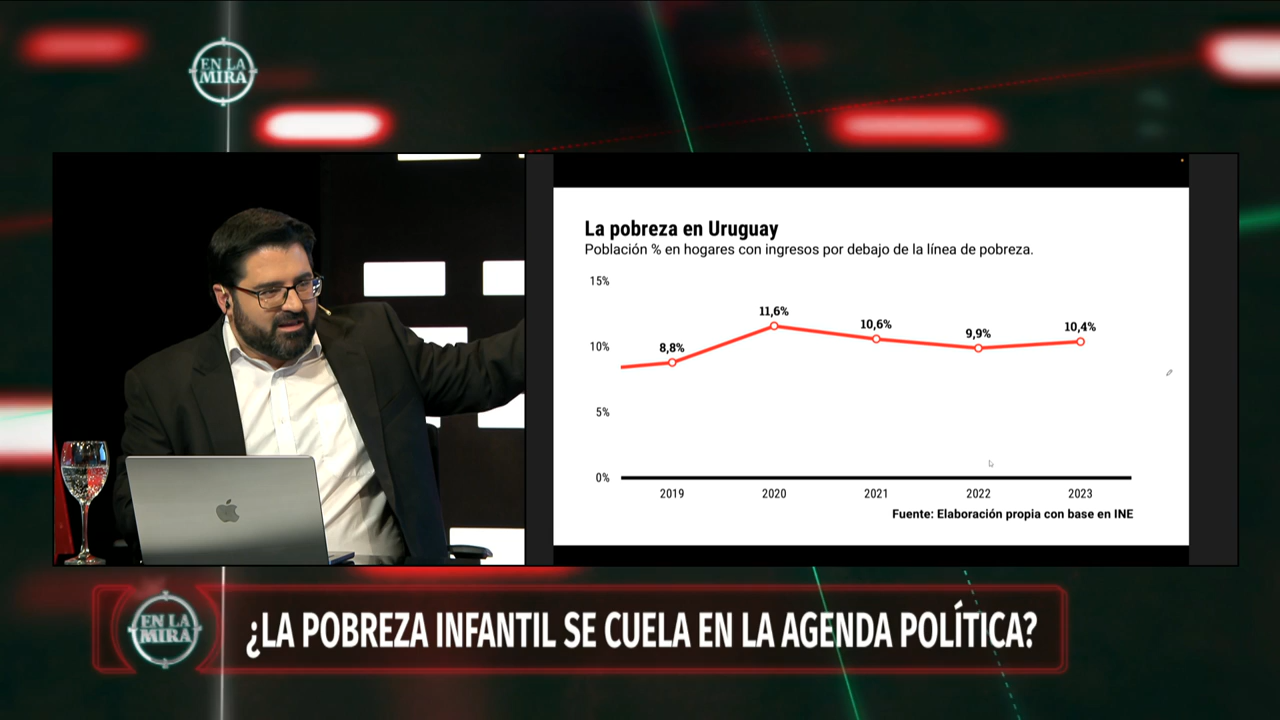 EN LA
MIRA
La pobreza en Uruguay
Población % en hogares con ingresos por debajo de la línea de pobreza.
15%
10%
5%
0%
8,8%
11,6%
10,6%
9,9%
10,4%
2019
2020
2021
2022
2023
Fuente: Elaboración propia con base en INE
EN LA
MIRA
¿LA POBREZA INFANTIL SE CUELA EN LA AGENDA POLÍTICA?